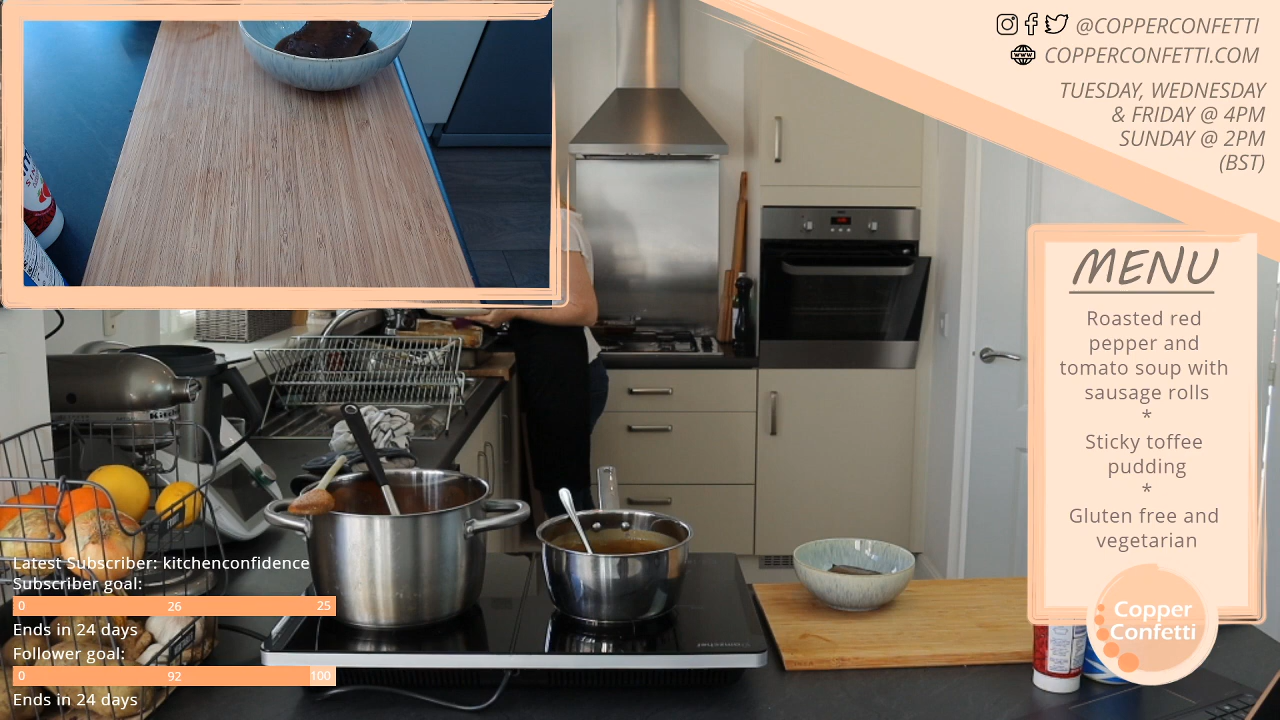 @COPPERCONFETTI
COPPERCONFETTI.COM
TUESDAY, WEDNESDAY
& FRIDAY @ 4PM
SUNDAY @ 2PM
(BST)
MENU
Roasted red
pepper and
tomato soup with
sausage rolls
*
Sticky toffee
pudding
*
Gluten free and
vegetarian
Copper
Confetti
Latest Subscriber: kitchenconfidence
Subscriber goal:
0 26 25
Ends in 24 days
Follower goal:
0 92 100
Ends in 24 days